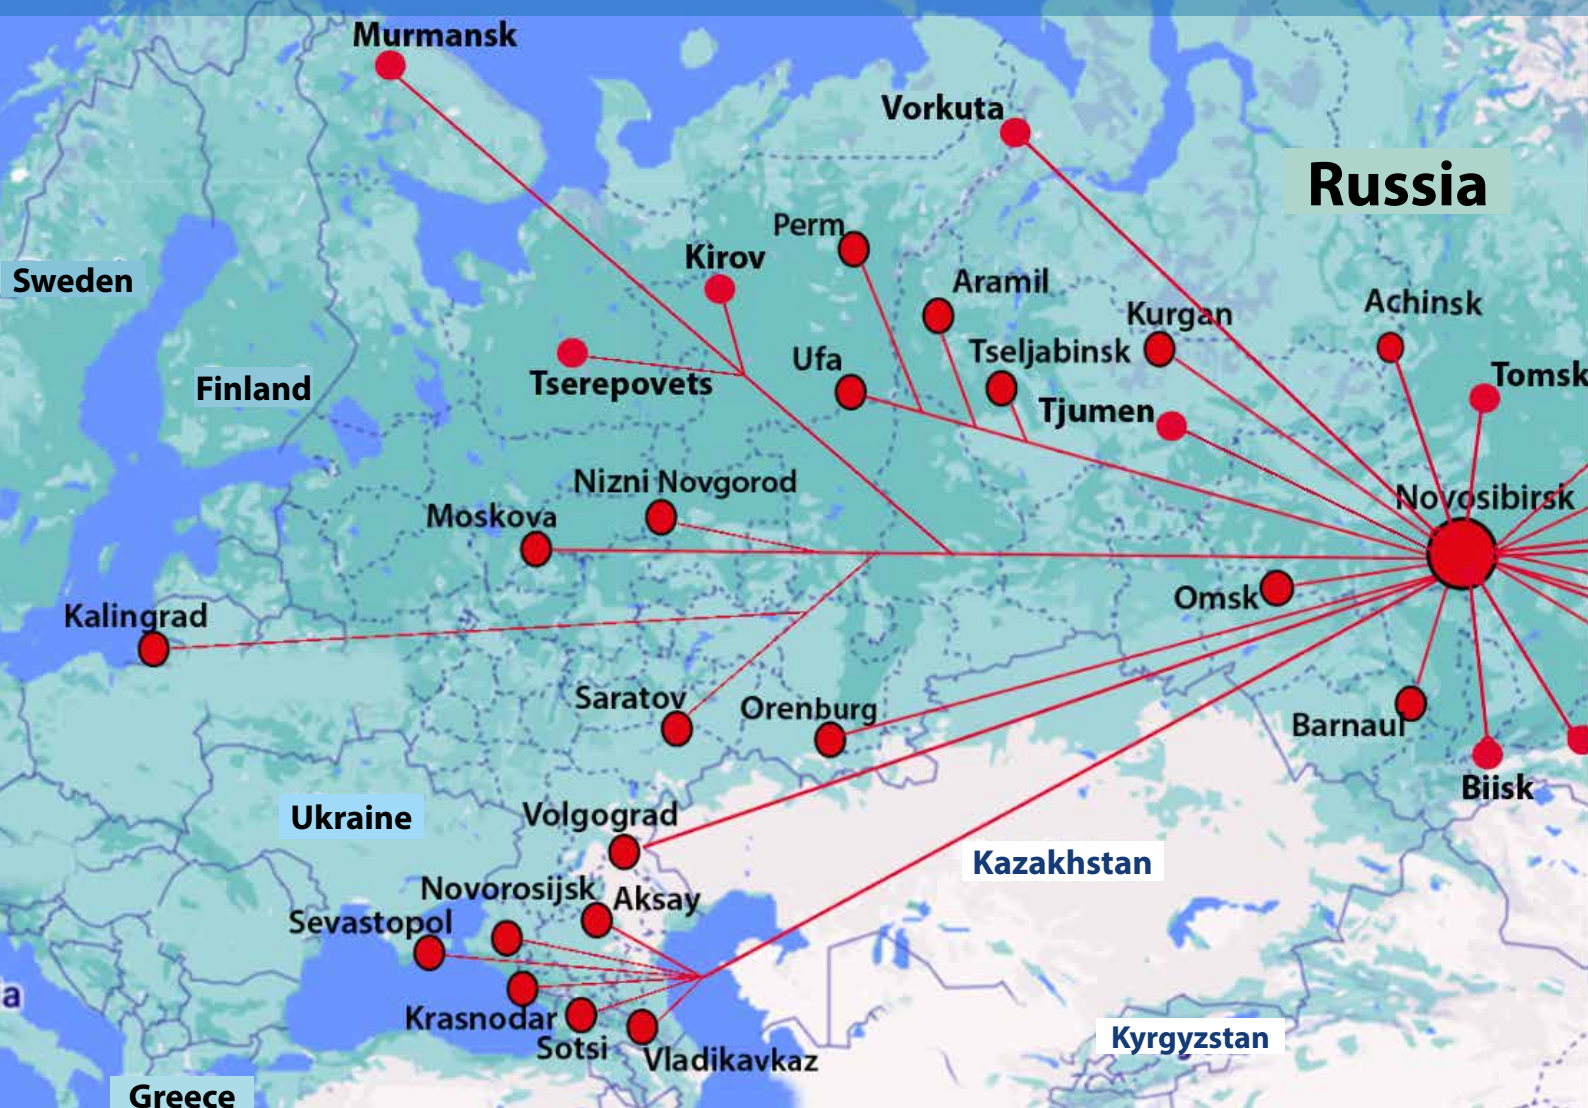 Murmansk
Vorkuta
Russia
Perm
Kirov
Sweden
Aramil
Achinsk
Kurgan
Tseljabinsk
Ufa
Tomsk
Tserepovets
Finland
Tjumen
Nizni Novgorod
Novosibirsk
Moskova
Omsk
Kalingrad
Saratov
Orenburg
Barnaul
Biisk
Volgograd
Ukraine
Kazakhstan
Novorosijsk
Aksay
Sevastopol
a
Krasnodar
Sotsi
Kyrgyzstan
Vladikavkaz
Greece